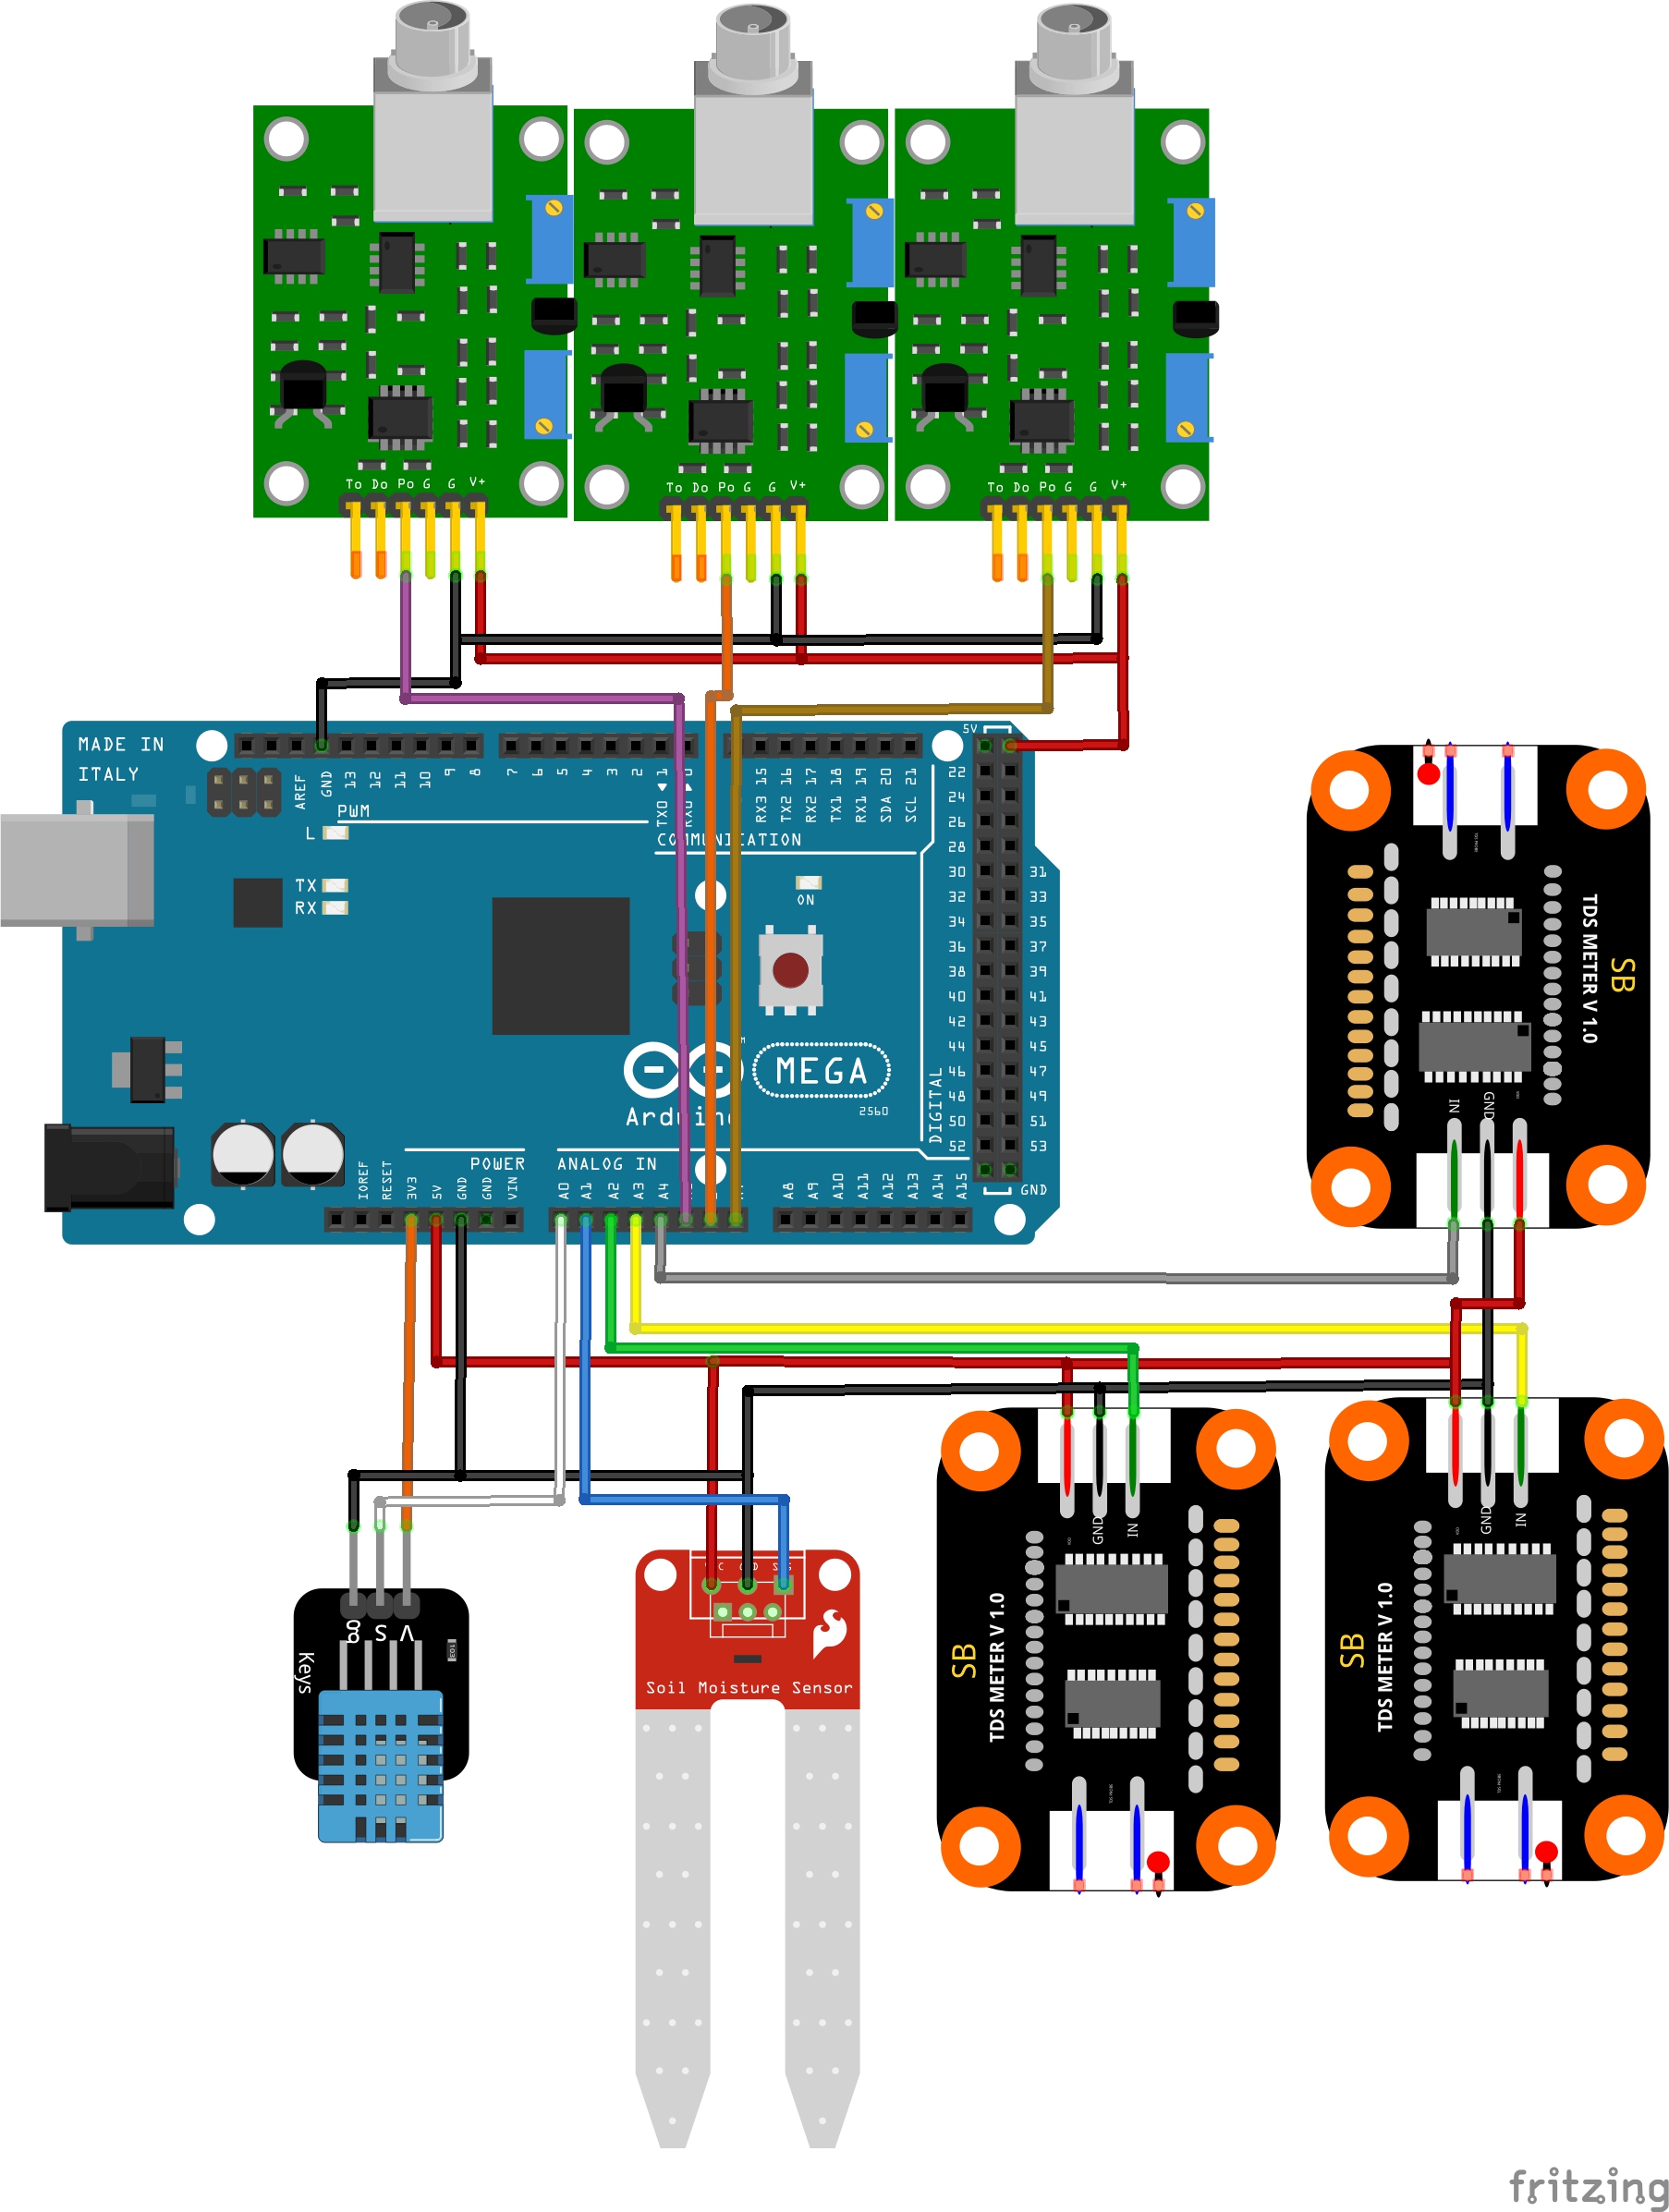 To Do Po G G V+
To Do Po G G V+
To Do Po G G V+
MADE IN
ITALY
AREF
GND
13
12
11
10
9
8
7
6
5
4
3
2
TX0 1
RX0 0
RX3 15
TX2 16
RX2 17
TX1 18
RX1 19
SDA 20
SCL 21
5V
PWM
L
COMMUNICATION
TX
RX
ON
22
24
26
28
30 31
32 33
34 35
36 37
38 39
40 41
42 43
44 45
46 47
48 49
50 51
52 53
GND
DIGITAL
MEGA
2560
Arduino
POWER
ANALOG IN
IOREF
RESET
3V3
5V
GND
GND
VIN
A0
A1
A2
A3
A4
A8
A9
A10
A11
A12
A13
A14
A15
TDS METER V 1.0
SB
IN
GND
GND
IN
SB
TDS METER V 1.0
GND
IN
SB
TDS METER V 1.0
S V
Keys
103
Soil Moisture Sensor
fritzing